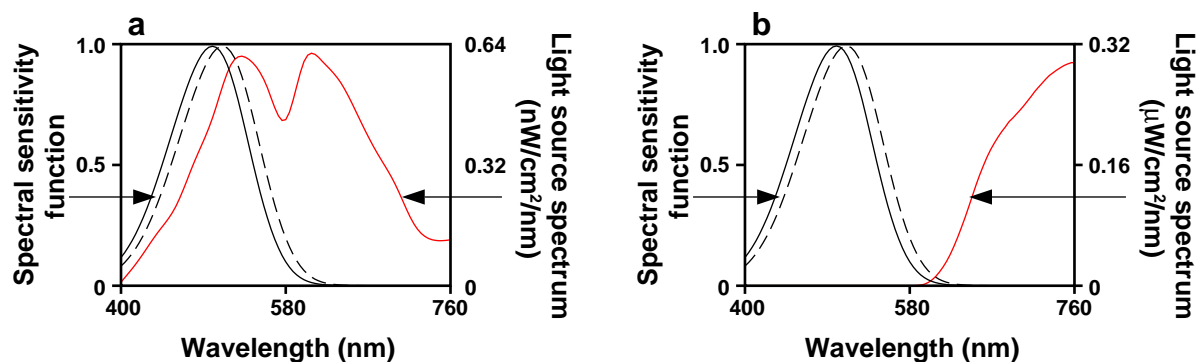 a
Spectral sensitivity
function
1.0
0.5
0
400
580
760
Wavelength (nm)
0.64
0.32
0
Light source spectrum
(nW/cm²/nm)
b
Spectral sensitivity
function
1.0
0.5
0
400
580
760
Wavelength (nm)
0.32
0.16
0
Light source spectrum
(μW/cm²/nm)